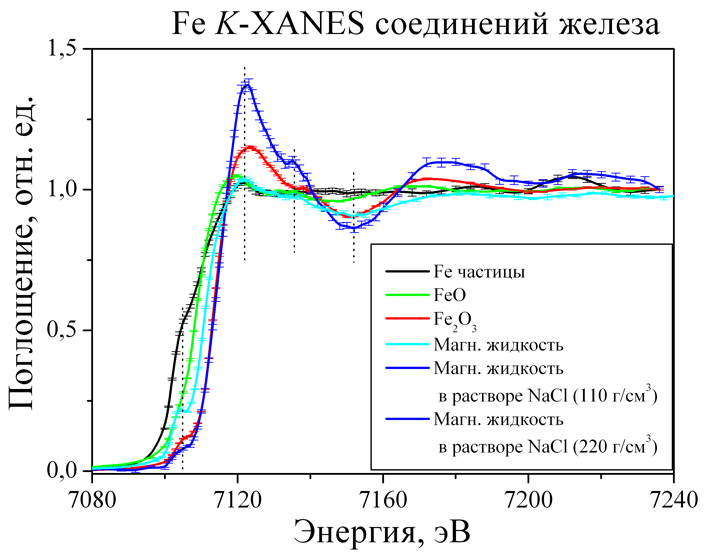 Fe K-XANES соединений железа
Поглощение, отн. ед.
1,5
1,0
0,5
0,0
Fe частицы
FeO
Fe₂O₃
Магн. жидкость
Магн. жидкость
в растворе NaCl (110 г/см³)
Магн. жидкость
в растворе NaCl (220 г/см³)
7080 7120 7160 7200 7240
Энергия, эВ